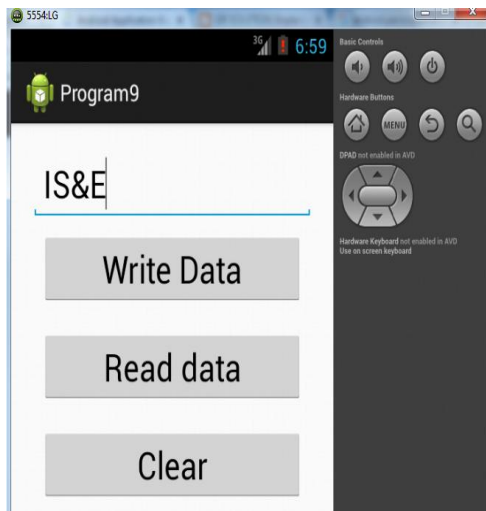 5554:LG
3G
6:59
Program9
IS&E
Write Data
Read data
Clear
Basic Controls
Hardware Buttons
MENU
DPAD not enabled in AVD
Hardware Keyboard not enabled in AVD
Use on screen keyboard